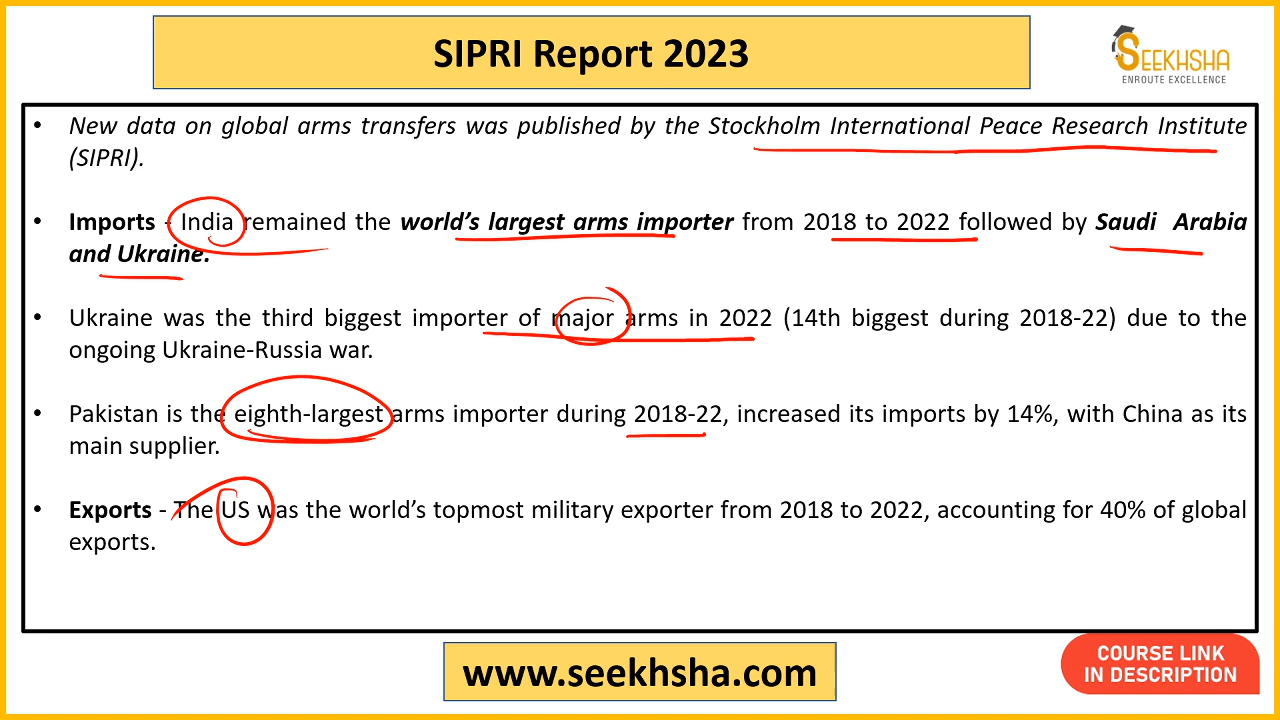 SIPRI Report 2023
SEEKHSHA
ENROUTE EXCELLENCE
• New data on global arms transfers was published by the Stockholm International Peace Research Institute
(SIPRI).
• Imports - India remained the world's largest arms importer from 2018 to 2022 followed by Saudi Arabia
and Ukraine.
• Ukraine was the third biggest importer of major arms in 2022 (14th biggest during 2018-22) due to the
ongoing Ukraine-Russia war.
• Pakistan is the eighth-largest arms importer during 2018-22, increased its imports by 14%, with China as its
main supplier.
• Exports - The US was the world's topmost military exporter from 2018 to 2022, accounting for 40% of global
exports.
www.seekhsha.com
COURSE LINK
IN DESCRIPTION